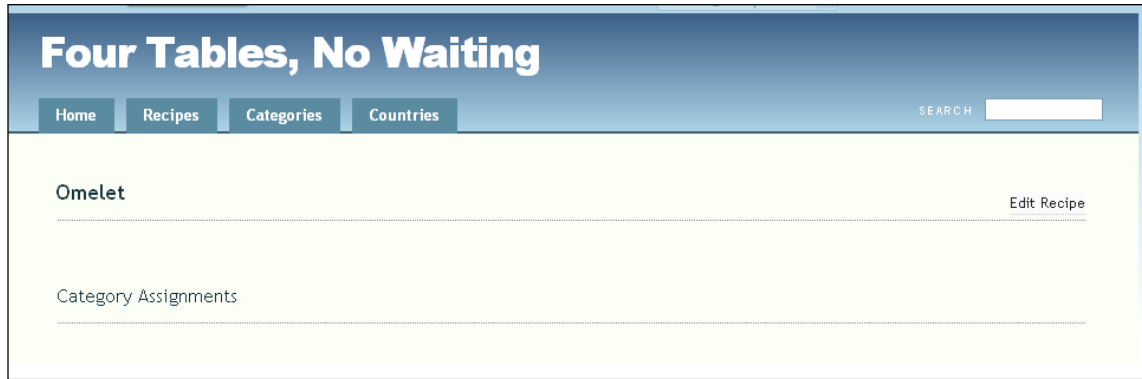 Four Tables, No Waiting
Home Recipes Categories Countries SEARCH
Omelet
Edit Recipe
Category Assignments